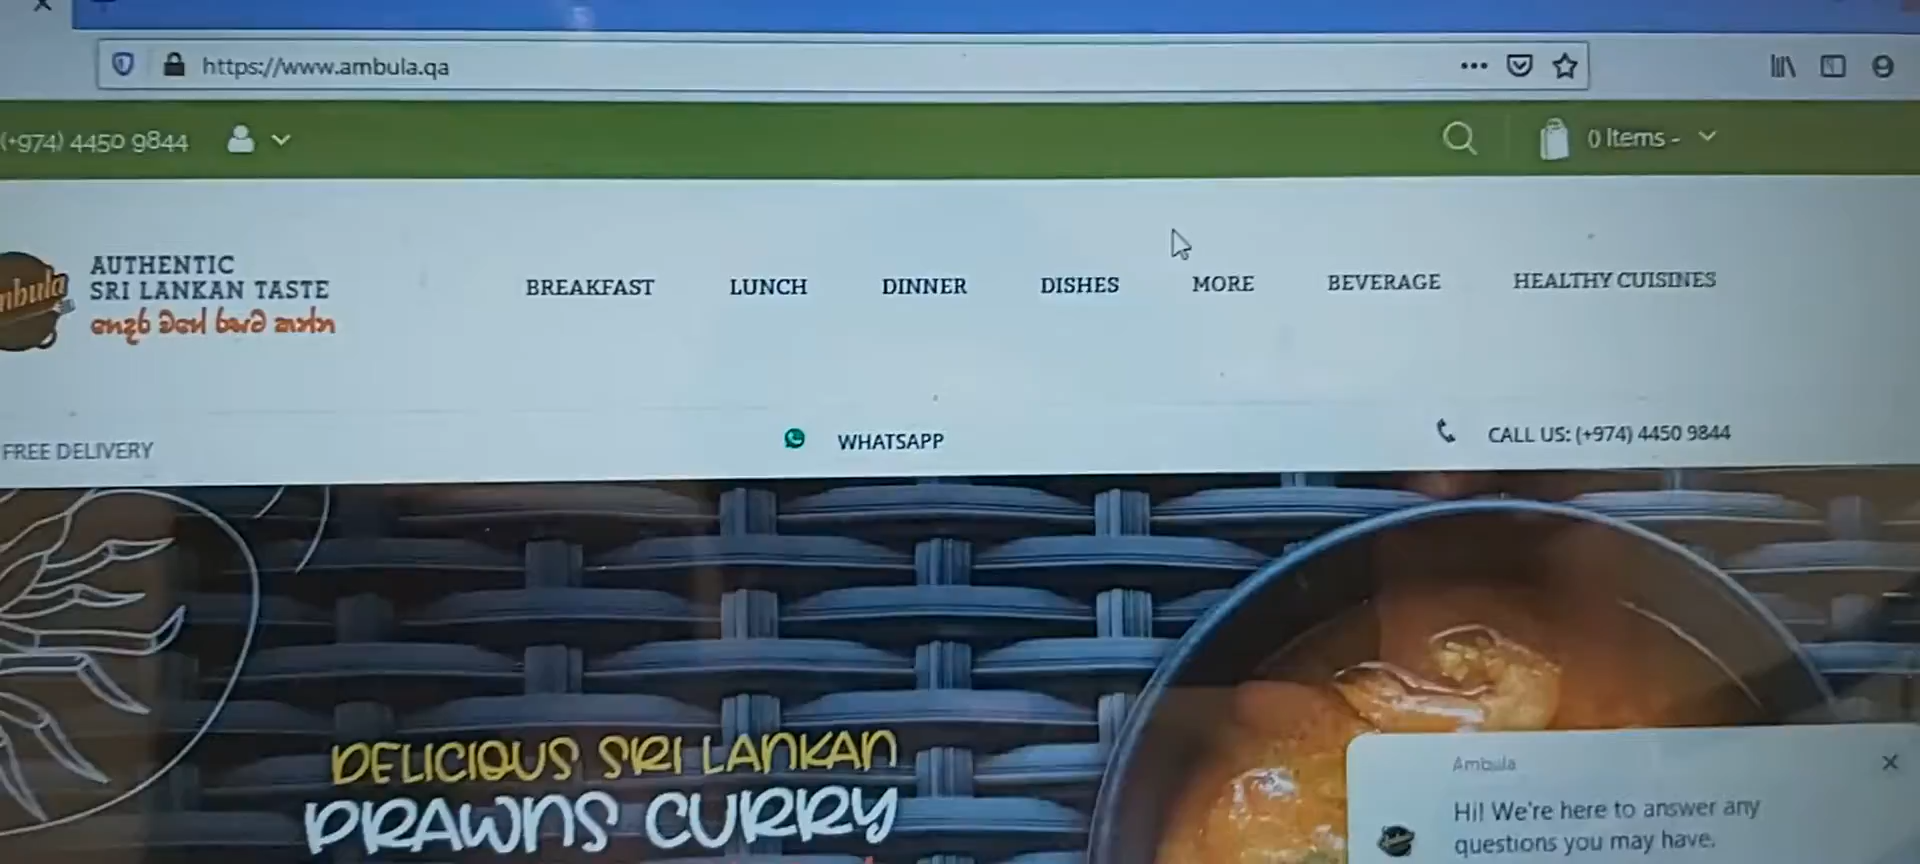 https://www.ambula.qa
(+974) 4450 9844
0 Items -
AUTHENTIC
SRI LANKAN TASTE
BREAKFAST
LUNCH
DINNER
DISHES
MORE
BEVERAGE
HEALTHY CUISINES
FREE DELIVERY
WHATSAPP
CALL US: (+974) 4450 9844
DELICIOUS SRI LANKAN
PRAWNS CURRY
Ambula
Hi! We're here to answer any
questions you may have.